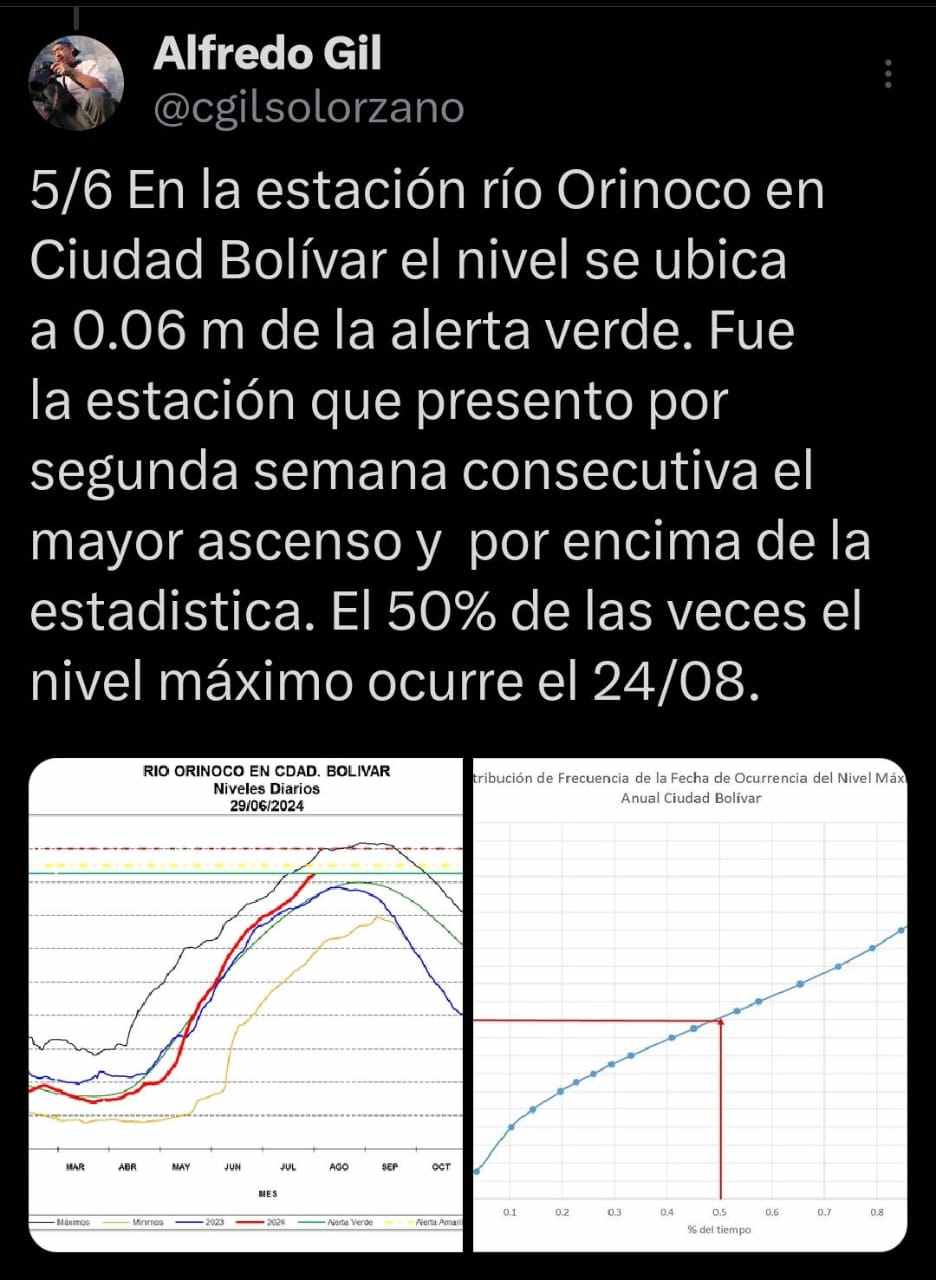 Alfredo Gil
@cgilsolorzano
5/6 En la estación río Orinoco en
Ciudad Bolívar el nivel se ubica
a 0.06 m de la alerta verde. Fue
la estación que presento por
segunda semana consecutiva el
mayor ascenso y  por encima de la
estadistica. El 50% de las veces el
nivel máximo ocurre el 24/08.
RIO ORINOCO EN CDAD. BOLIVAR
Niveles Diarios
29/06/2024
MAR ABR MAY JUN JUL AGO SEP OCT
MES
Máximos Mínimos 2023 2024 Alerta Verde Alerta Amari
tribución de Frecuencia de la Fecha de Ocurrencia del Nivel Máxi
Anual Ciudad Bolívar
0.1 0.2 0.3 0.4 0.5 0.6 0.7 0.8
% del tiempo